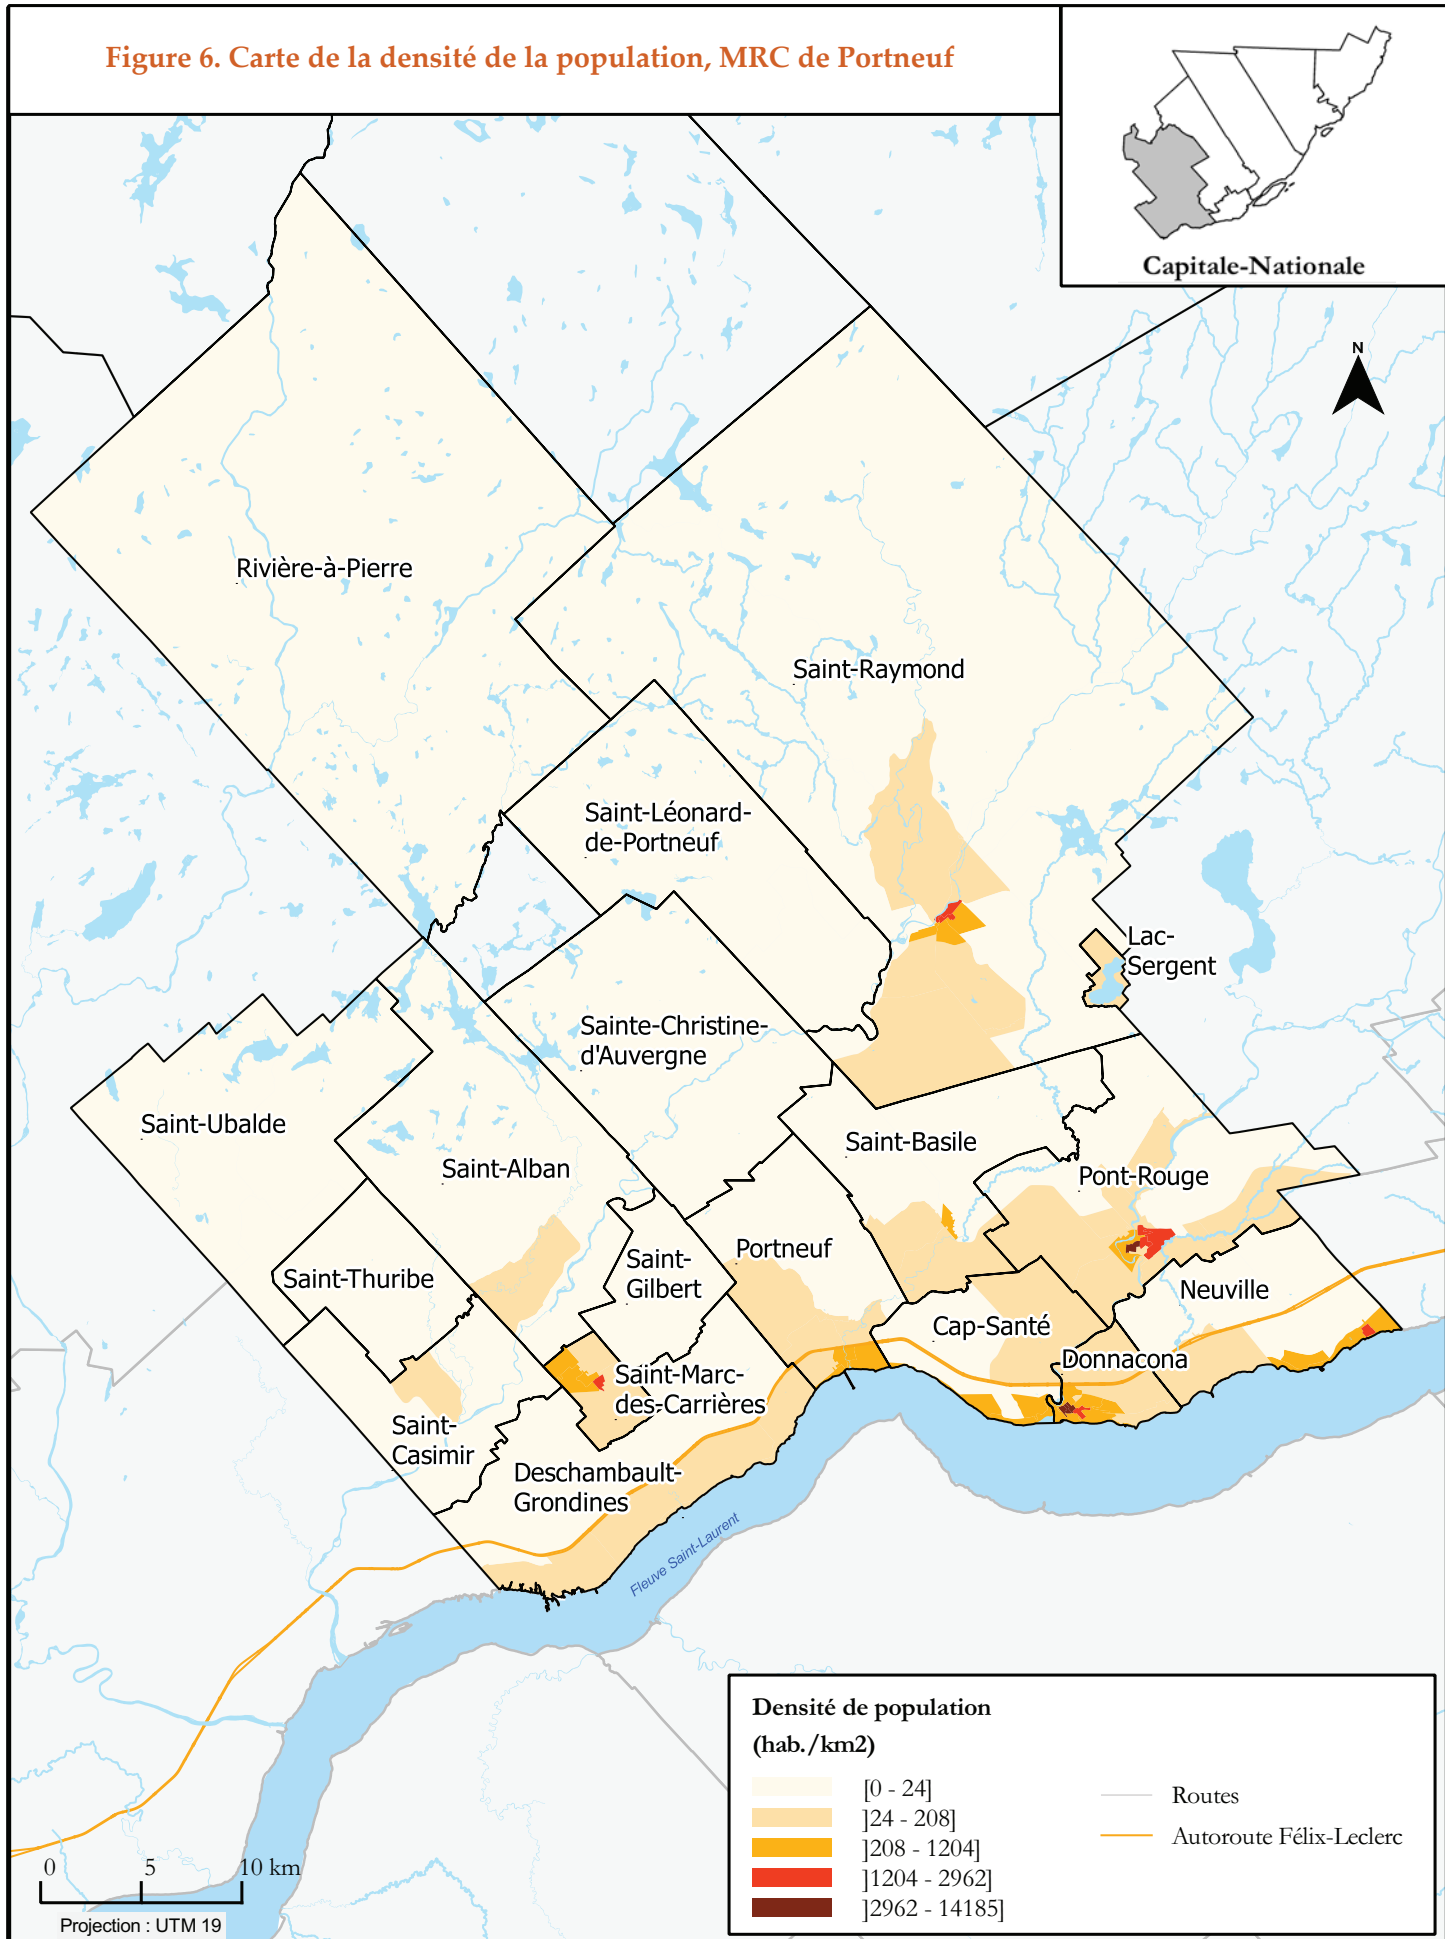 Figure 6. Carte de la densité de la population, MRC de Portneuf
Capitale-Nationale
N
Rivière-à-Pierre
Saint-Raymond
Saint-Léonard-
de-Portneuf
Lac-
Sergent
Sainte-Christine-
d'Auvergne
Saint-Ubalde
Saint-Basile
Saint-Alban
Pont-Rouge
Portneuf
Saint-
Gilbert
Saint-Thuribe
Neuville
Cap-Santé
Donnacona
Saint-Marc-
des-Carrières
Saint-
Casimir
Deschambault-
Grondines
Fleuve Saint-Laurent
Densité de population
(hab./km2)
[0 - 24]
]24 - 208]
]208 - 1204]
]1204 - 2962]
]2962 - 14185]
Routes
Autoroute Félix-Leclerc
0 5 10 km
Projection : UTM 19